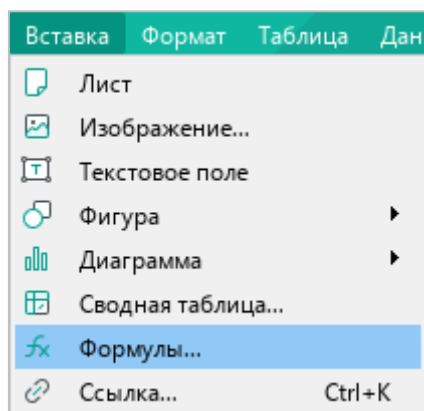 Вставка Формат Таблица Дан
Лист
Изображение...
Текстовое поле
Фигура
Диаграмма
Сводная таблица...
Формулы...
Ссылка... Ctrl+K